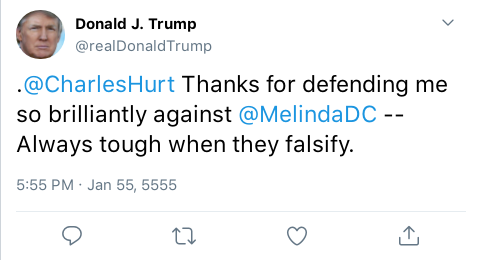 Donald J. Trump
@realDonaldTrump
.@CharlesHurt Thanks for defending me
so brilliantly against @MelindaDC --
Always tough when they falsify.
5:55 PM · Jan 55, 5555